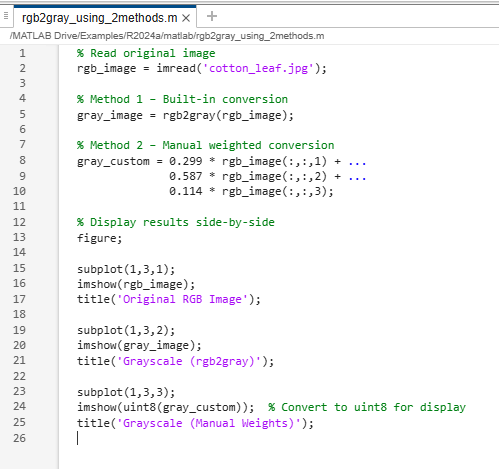 rgb2gray_using_2methods.m × +
/MATLAB Drive/Examples/R2024a/matlab/rgb2gray_using_2methods.m
1 % Read original image
2 rgb_image = imread('cotton_leaf.jpg');
3
4 % Method 1 – Built-in conversion
5 gray_image = rgb2gray(rgb_image);
6
7 % Method 2 – Manual weighted conversion
8 gray_custom = 0.299 * rgb_image(:,:,1) + ...
9 0.587 * rgb_image(:,:,2) + ...
10 0.114 * rgb_image(:,:,3);
11
12 % Display results side-by-side
13 figure;
14
15 subplot(1,3,1);
16 imshow(rgb_image);
17 title('Original RGB Image');
18
19 subplot(1,3,2);
20 imshow(gray_image);
21 title('Grayscale (rgb2gray)');
22
23 subplot(1,3,3);
24 imshow(uint8(gray_custom)); % Convert to uint8 for display
25 title('Grayscale (Manual Weights)');
26